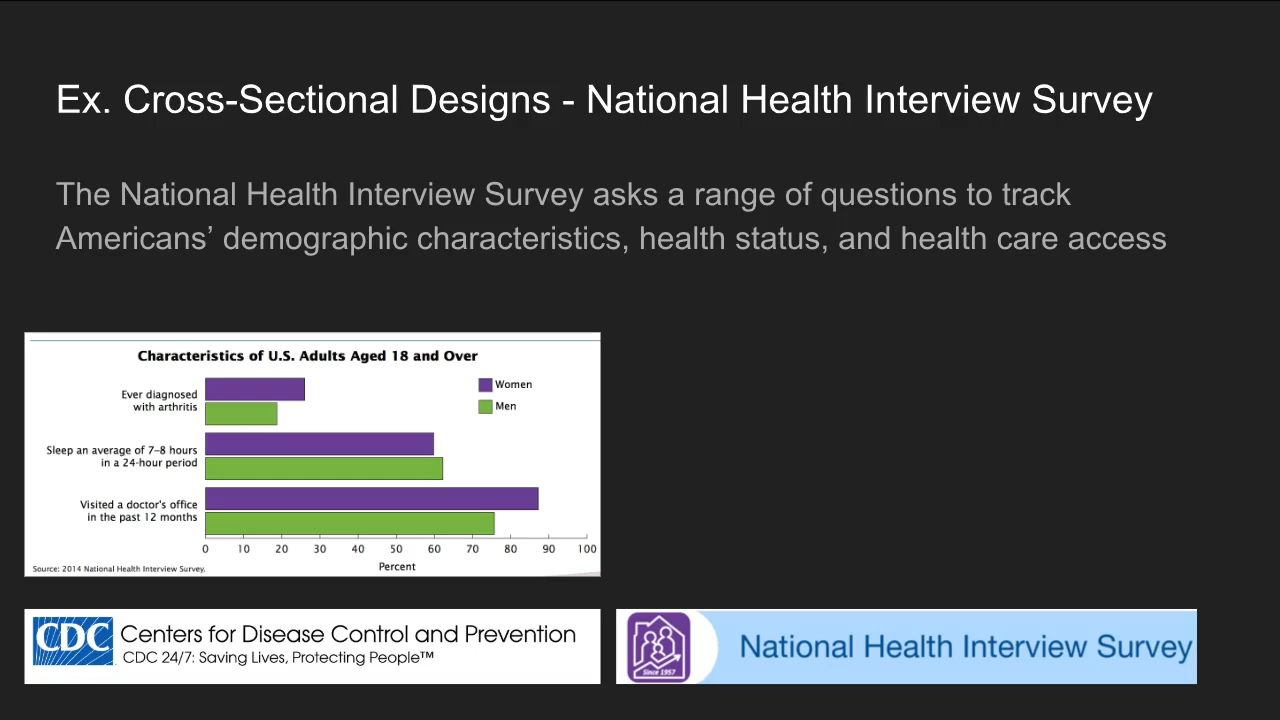 Ex. Cross-Sectional Designs - National Health Interview Survey
The National Health Interview Survey asks a range of questions to track
Americans’ demographic characteristics, health status, and health care access
Characteristics of U.S. Adults Aged 18 and Over
Women
Men
Ever diagnosed
with arthritis
Sleep an average of 7–8 hours
in a 24-hour period
Visited a doctor's office
in the past 12 months
0 10 20 30 40 50 60 70 80 90 100
Percent
Source: 2014 National Health Interview Survey.
CDC
Centers for Disease Control and Prevention
CDC 24/7: Saving Lives, Protecting People™
Since 1957
National Health Interview Survey